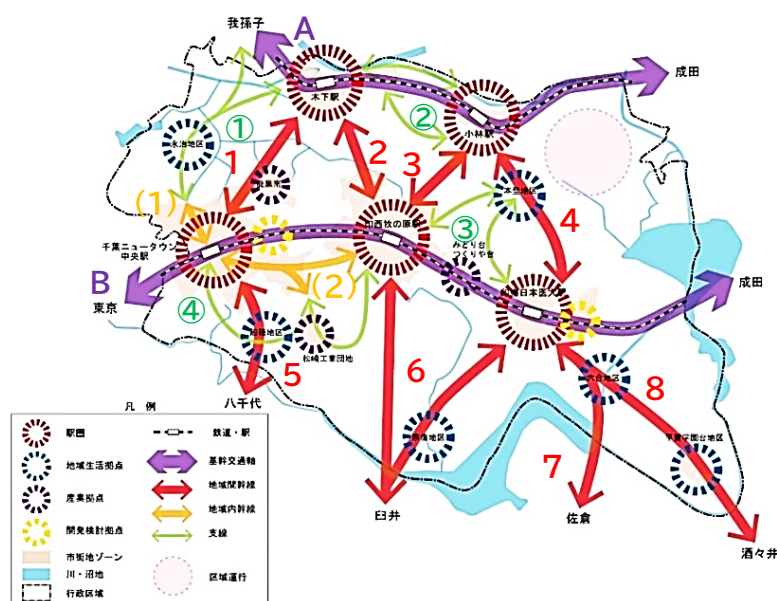 我孫子
A
成田
木下駅
①
②
小林駅
永治地区
1
2
3
(1)
本埜地区
4
印西牧の原駅
千葉ニュータウン
中央駅
③
みどり台
つくりや台
B
東京
④
(2)
成田
松崎工業団地
5
6
六合地区
8
八千代
7
臼井
佐倉
酒々井
凡 例
駅圏
鉄道・駅
地域生活拠点
基幹交通軸
産業拠点
地域間幹線
地域内幹線
開発検討拠点
支線
市街地ゾーン
川・沼地
区域運行
行政区域